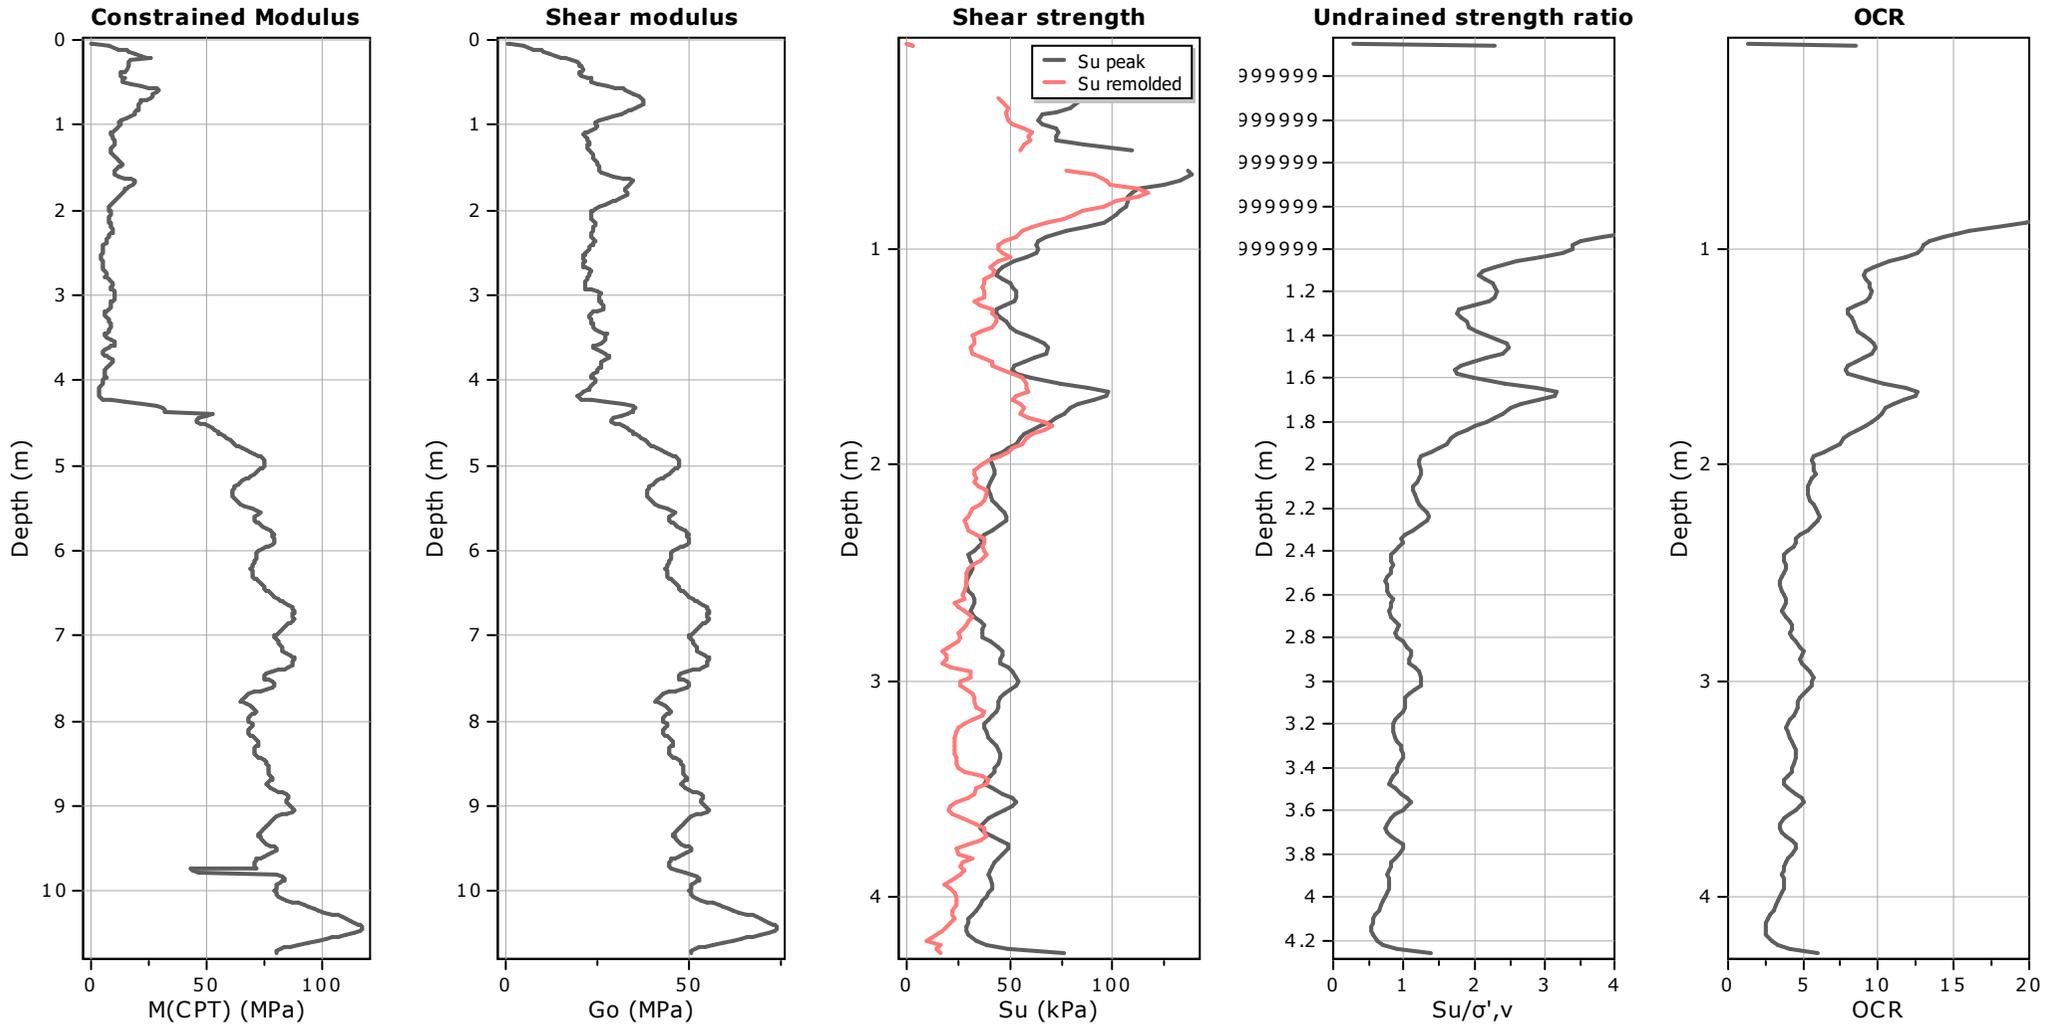 Constrained Modulus
0
1
2
3
4
5
6
7
8
9
10
Depth (m)
0 50 100
M(CPT) (MPa)
Shear modulus
0
1
2
3
4
5
6
7
8
9
10
Depth (m)
0 50
Go (MPa)
Shear strength
Su peak
Su remolded
1
2
3
4
Depth (m)
0 50 100
Su (kPa)
Undrained strength ratio
999999
999999
999999
999999
999999
1.2
1.4
1.6
1.8
2
2.2
2.4
2.6
2.8
3
3.2
3.4
3.6
3.8
4
4.2
Depth (m)
0 1 2 3 4
Su/σ',v
OCR
1
2
3
4
Depth (m)
0 5 10 15 20
OCR